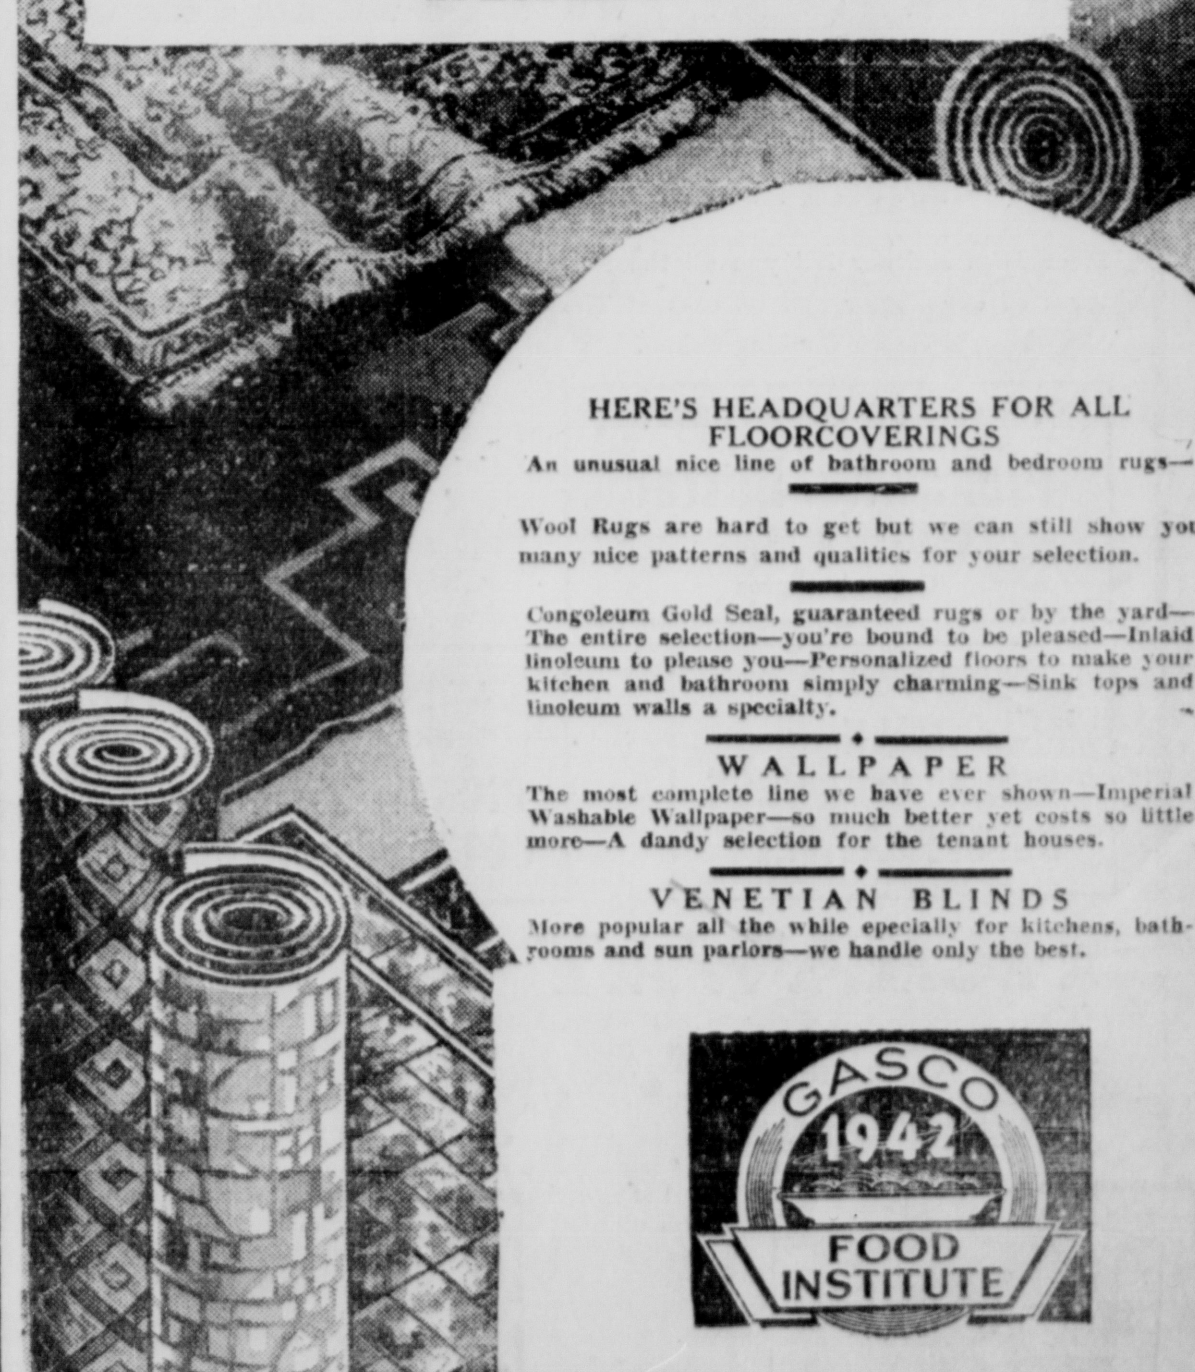 HERE'S HEADQUARTERS FOR ALL
FLOORCOVERINGS
An unusual nice line of bathroom and bedroom rugs—
Wool Rugs are hard to get but we can still show you
many nice patterns and qualities for your selection.
Congoleum Gold Seal, guaranteed rugs or by the yard—
The entire selection—you're bound to be pleased—Inlaid
linoleum to please you—Personalized floors to make your
kitchen and bathroom simply charming—Sink tops and
linoleum walls a specialty.
WALLPAPER
The most complete line we have ever shown—Imperial
Washable Wallpaper—so much better yet costs so little
more—A dandy selection for the tenant houses.
VENETIAN BLINDS
More popular all the while epecially for kitchens, bath-
rooms and sun parlors—we handle only the best.
GASCO
1942
FOOD
INSTITUTE